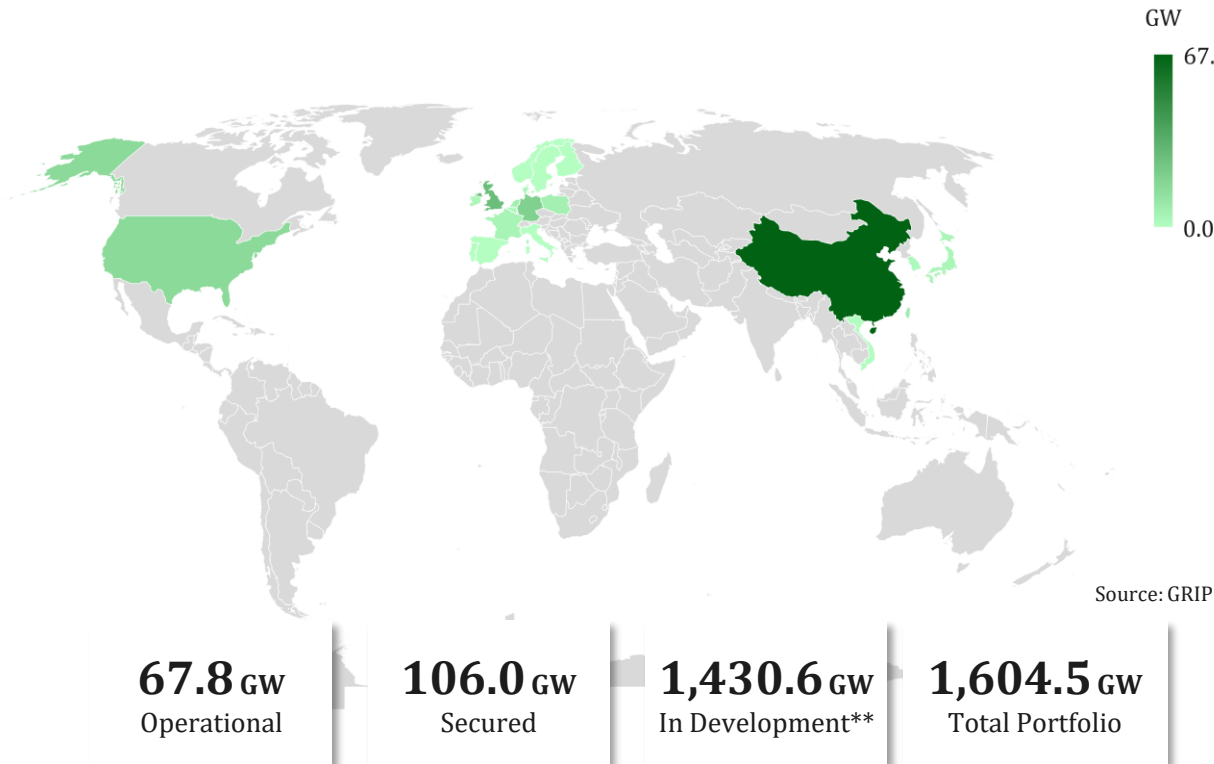 GW
67.
0.0
Source: GRIP
67.8 GW
Operational
106.0 GW
Secured
1,430.6 GW
In Development**
1,604.5 GW
Total Portfolio